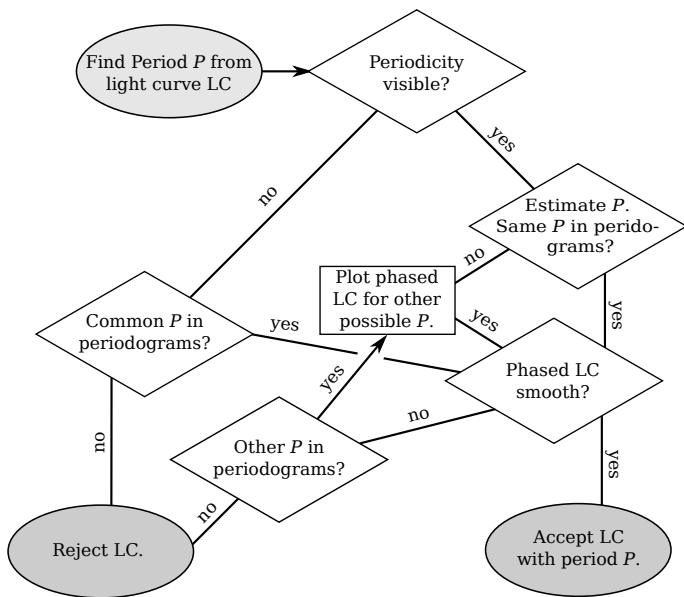 Find Period P from
light curve LC
Periodicity
visible?
yes
no
Estimate P.
Same P in perido-
grams?
no
yes
Plot phased
LC for other
possible P.
yes
Common P in
periodograms?
yes
Phased LC
smooth?
yes
no
Other P in
periodograms?
no
no
yes
Reject LC.
Accept LC
with period P.